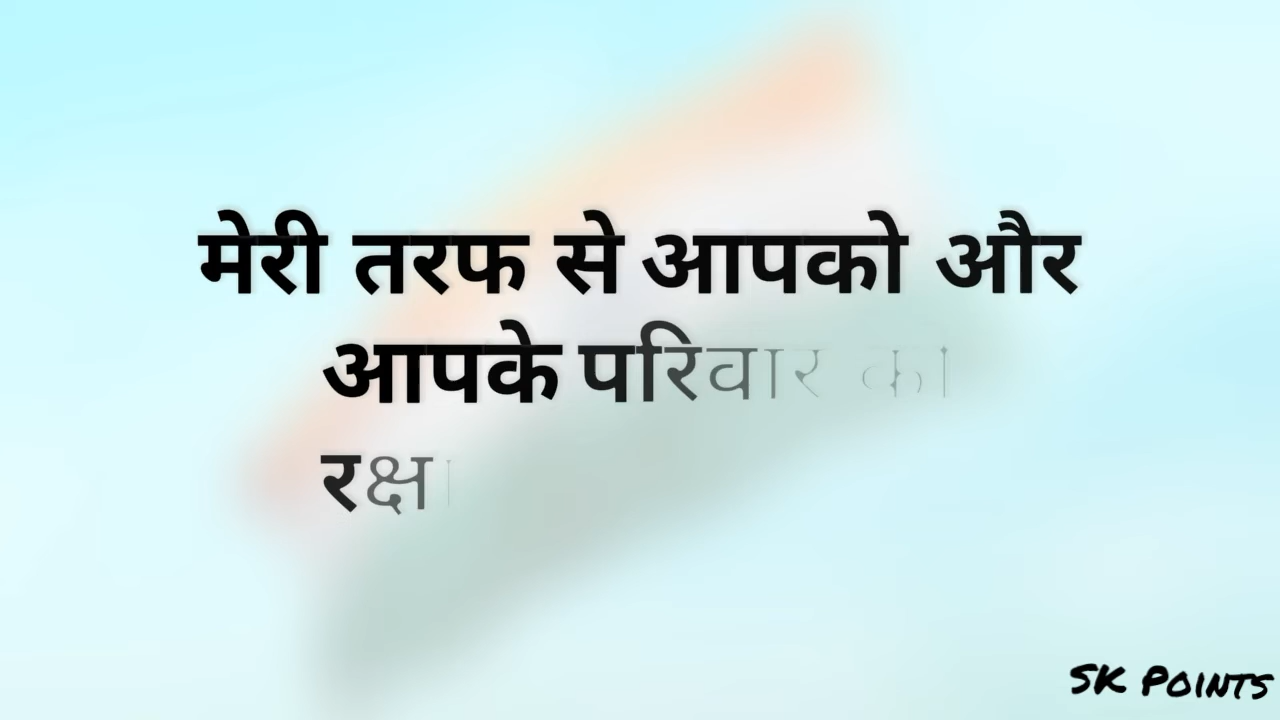 मेरी तरफ से आपको और
आपके परिवार को
रक्षा
SK Points